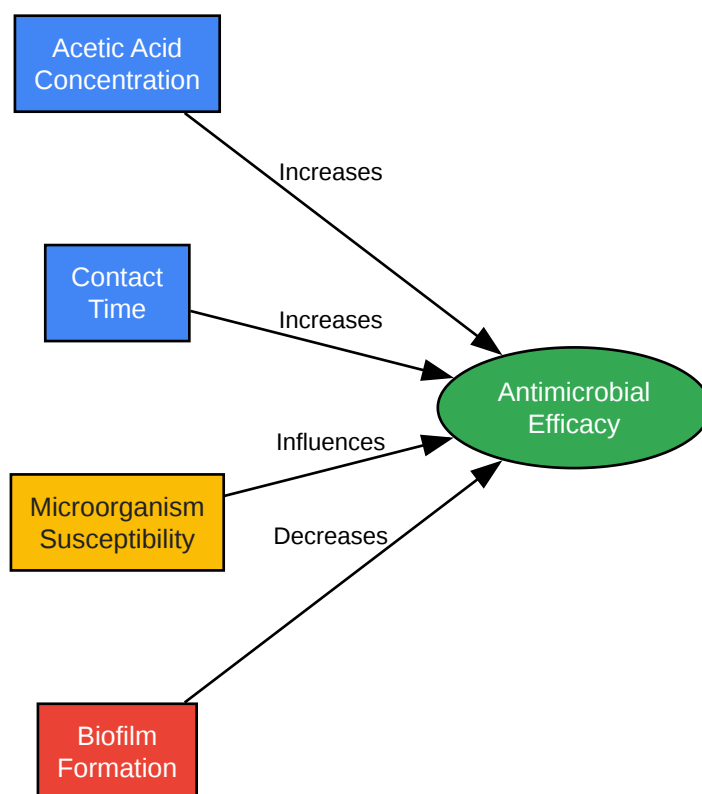 Acetic Acid
Concentration
Increases
Contact
Time
Increases
Antimicrobial
Efficacy
Influences
Microorganism
Susceptibility
Decreases
Biofilm
Formation